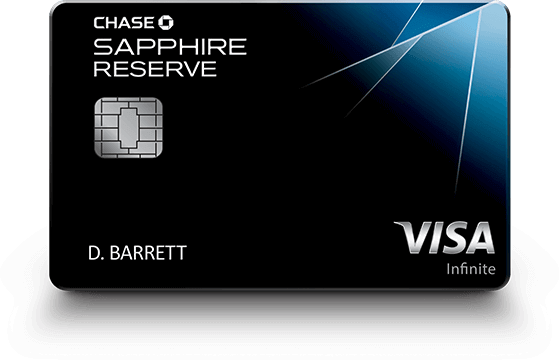 CHASE
SAPPHIRE
RESERVE
D. BARRETT
VISA
Infinite